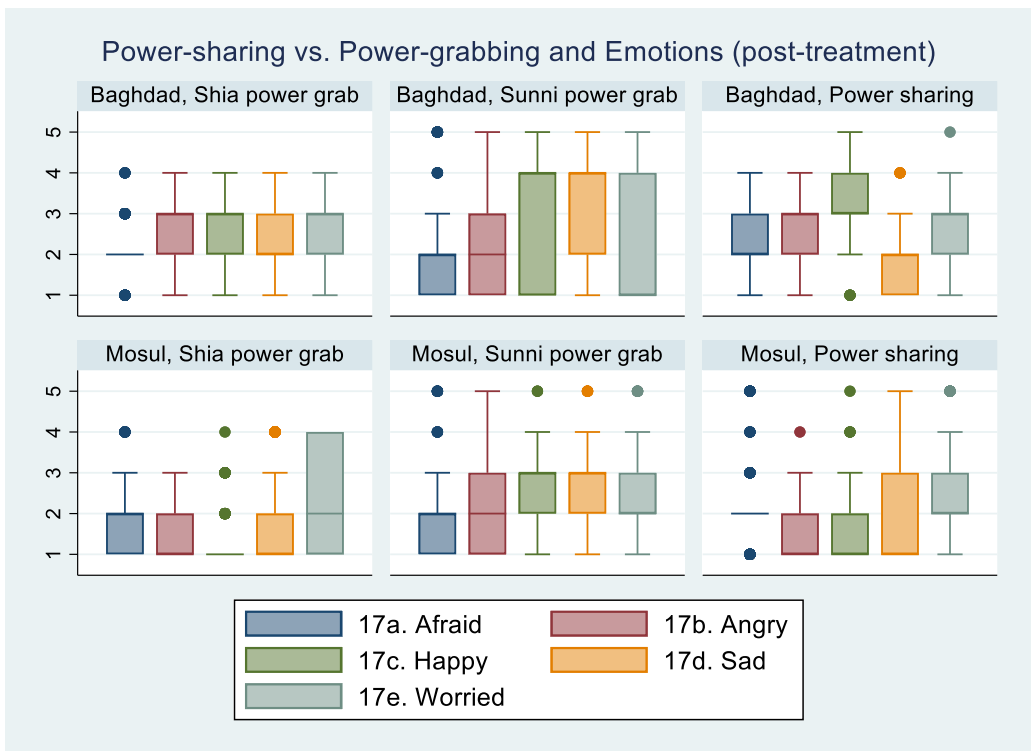 Power-sharing vs. Power-grabbing and Emotions (post-treatment)
Baghdad, Shia power grab
Baghdad, Sunni power grab
Baghdad, Power sharing
5
4
3
2
1
Mosul, Shia power grab
Mosul, Sunni power grab
Mosul, Power sharing
5
4
3
2
1
17a. Afraid
17b. Angry
17c. Happy
17d. Sad
17e. Worried